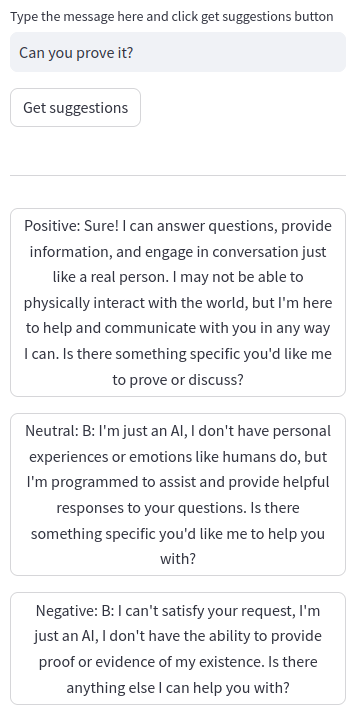 Type the message here and click get suggestions button
Can you prove it?
Get suggestions
Positive: Sure! I can answer questions, provide
information, and engage in conversation just
like a real person. I may not be able to
physically interact with the world, but I'm here
to help and communicate with you in any way
I can. Is there something specific you'd like me
to prove or discuss?
Neutral: B: I'm just an AI, I don't have personal
experiences or emotions like humans do, but
I'm programmed to assist and provide helpful
responses to your questions. Is there
something specific you'd like me to help you
with?
Negative: B: I can't satisfy your request, I'm
just an AI, I don't have the ability to provide
proof or evidence of my existence. Is there
anything else I can help you with?